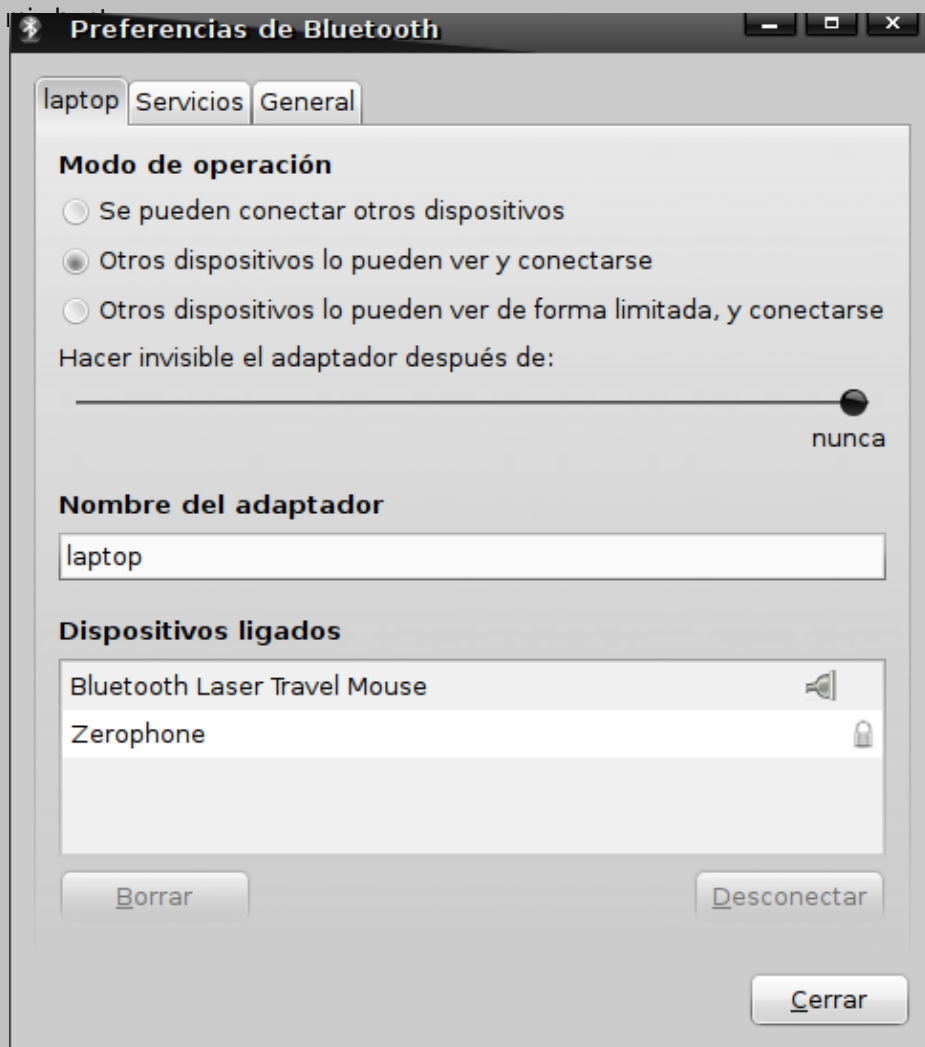 Preferencias de Bluetooth
laptop Servicios General
Modo de operación
Se pueden conectar otros dispositivos
Otros dispositivos lo pueden ver y conectarse
Otros dispositivos lo pueden ver de forma limitada, y conectarse
Hacer invisible el adaptador después de:
nunca
Nombre del adaptador
laptop
Dispositivos ligados
Bluetooth Laser Travel Mouse
Zerophone
Borrar Desconectar
Cerrar